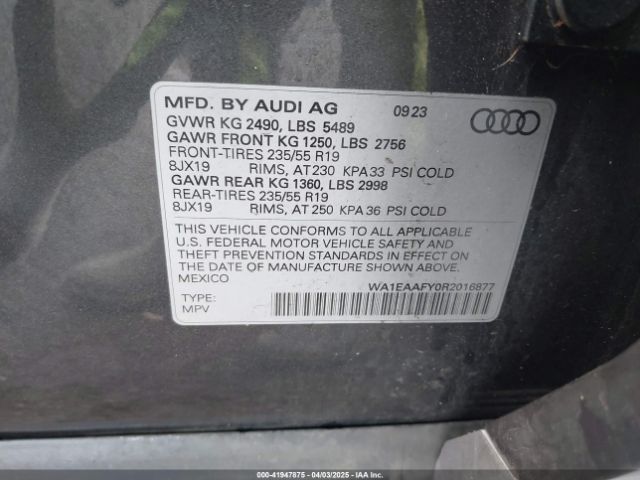 MFD. BY AUDI AG 0923
GVWR KG 2490, LBS 5489
GAWR FRONT KG 1250, LBS 2756
FRONT-TIRES 235/55 R19
8JX19 RIMS, AT 230 KPA 33 PSI COLD
GAWR REAR KG 1360, LBS 2998
REAR-TIRES 235/55 R19
8JX19 RIMS, AT 250 KPA 36 PSI COLD
THIS VEHICLE CONFORMS TO ALL APPLICABLE
U.S. FEDERAL MOTOR VEHICLE SAFETY AND
THEFT PREVENTION STANDARDS IN EFFECT ON
THE DATE OF MANUFACTURE SHOWN ABOVE.
MEXICO
WA1EAAFY0R2016877
TYPE:
MPV
000-41947875 - 04/03/2025 - IAA Inc.